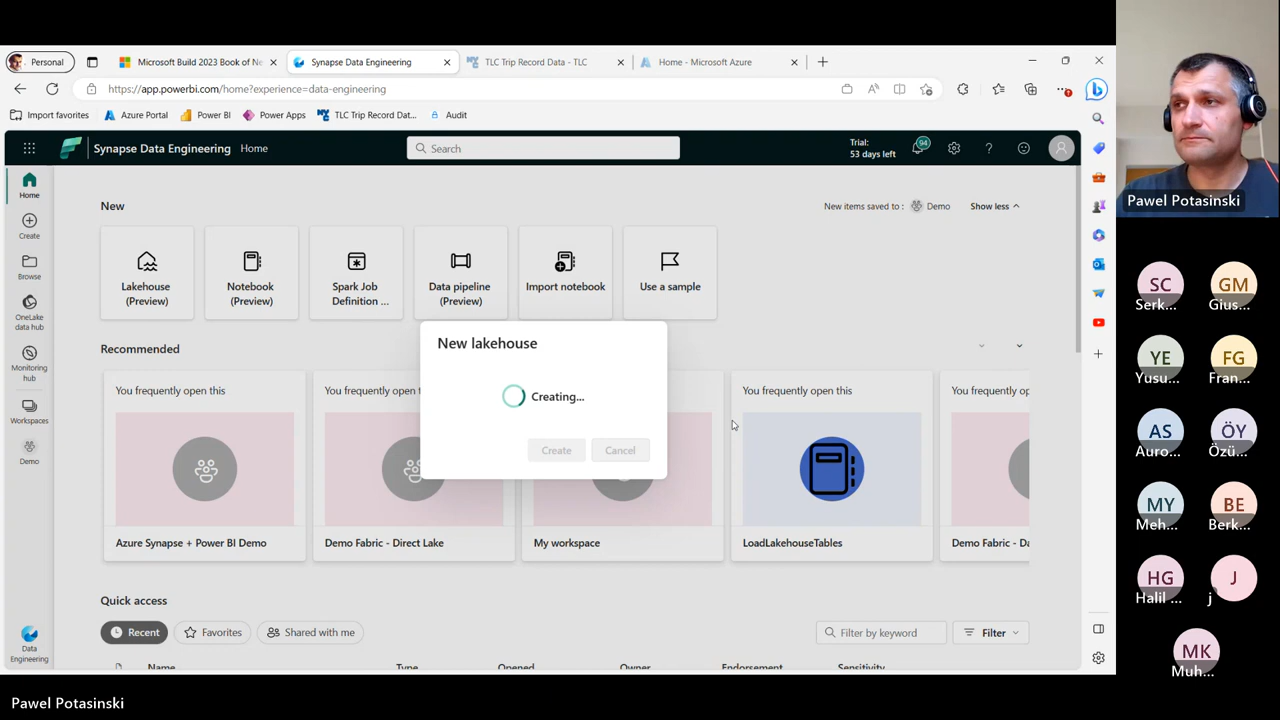 Personal
Microsoft Build 2023 Book of Ne
Synapse Data Engineering
TLC Trip Record Data - TLC
Home - Microsoft Azure
https://app.powerbi.com/home?experience=data-engineering
Import favorites
Azure Portal
Power BI
Power Apps
TLC Trip Record Dat...
Audit
Synapse Data Engineering
Home
Search
Trial:
53 days left
94
Home
Create
Browse
OneLake
data hub
Monitoring
hub
Workspaces
Demo
Data
Engineering
New
New items saved to :
Demo
Show less
Lakehouse
(Preview)
Notebook
(Preview)
Spark Job
Definition ...
Data pipeline
(Preview)
Import notebook
Use a sample
Recommended
New lakehouse
Creating...
Create
Cancel
You frequently open this
Azure Synapse + Power BI Demo
You frequently open t
Demo Fabric - Direct Lake
My workspace
You frequently open this
LoadLakehouseTables
You frequently open this
Demo Fabric - Da
Quick access
Recent
Favorites
Shared with me
Filter by keyword
Filter
Name
Type
Opened
Owner
Endorsement
Sensitivity
Pawel Potasinski
SC
Serk...
GM
Gius...
YE
Yusu...
FG
Fran...
AS
Auro...
ÖY
Özü...
MY
Meh...
BE
Berk...
HG
Halil ...
J
j
MK
Muh...
Pawel Potasinski